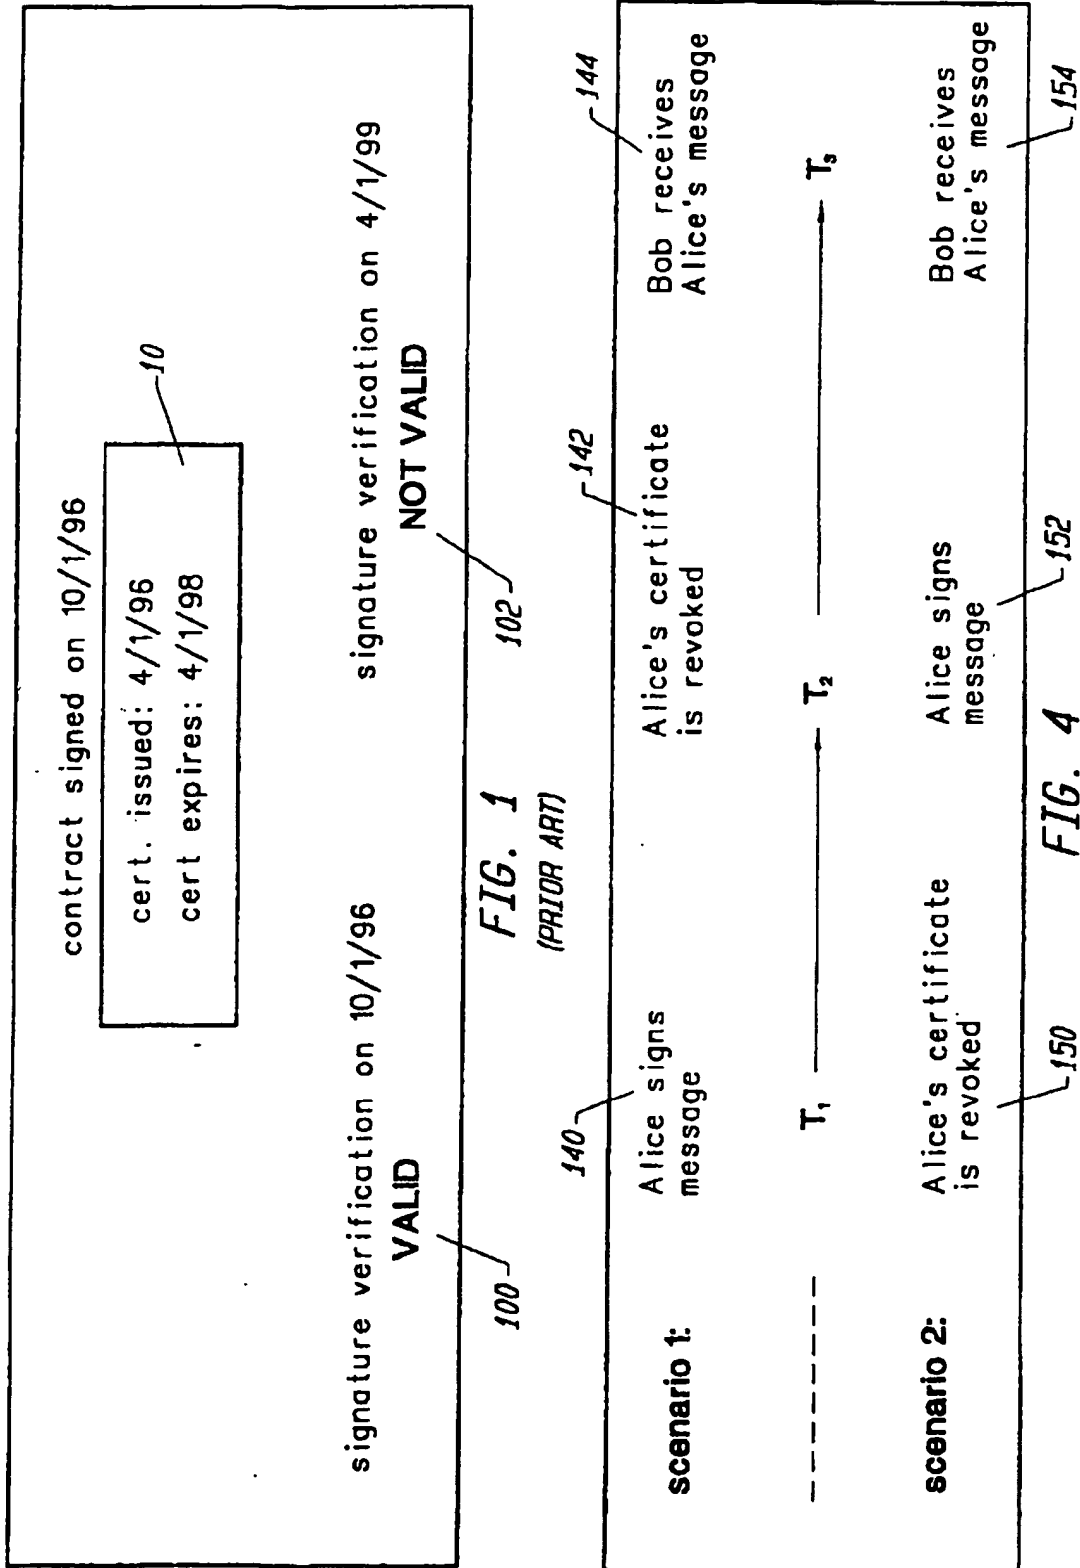 contract signed on 10/1/96
cert. issued: 4/1/96
cert expires: 4/1/98
10
signature verification on 10/1/96
VALID
100
signature verification on 4/1/99
NOT VALID
102
FIG. 1
(PRIOR ART)
140
142
144
scenario 1:
Alice signs
message
Alice's certificate
is revoked
Bob receives
Alice's message
T₁
T₂
T₃
scenario 2:
Alice's certificate
is revoked
Alice signs
message
Bob receives
Alice's message
150
152
154
FIG. 4